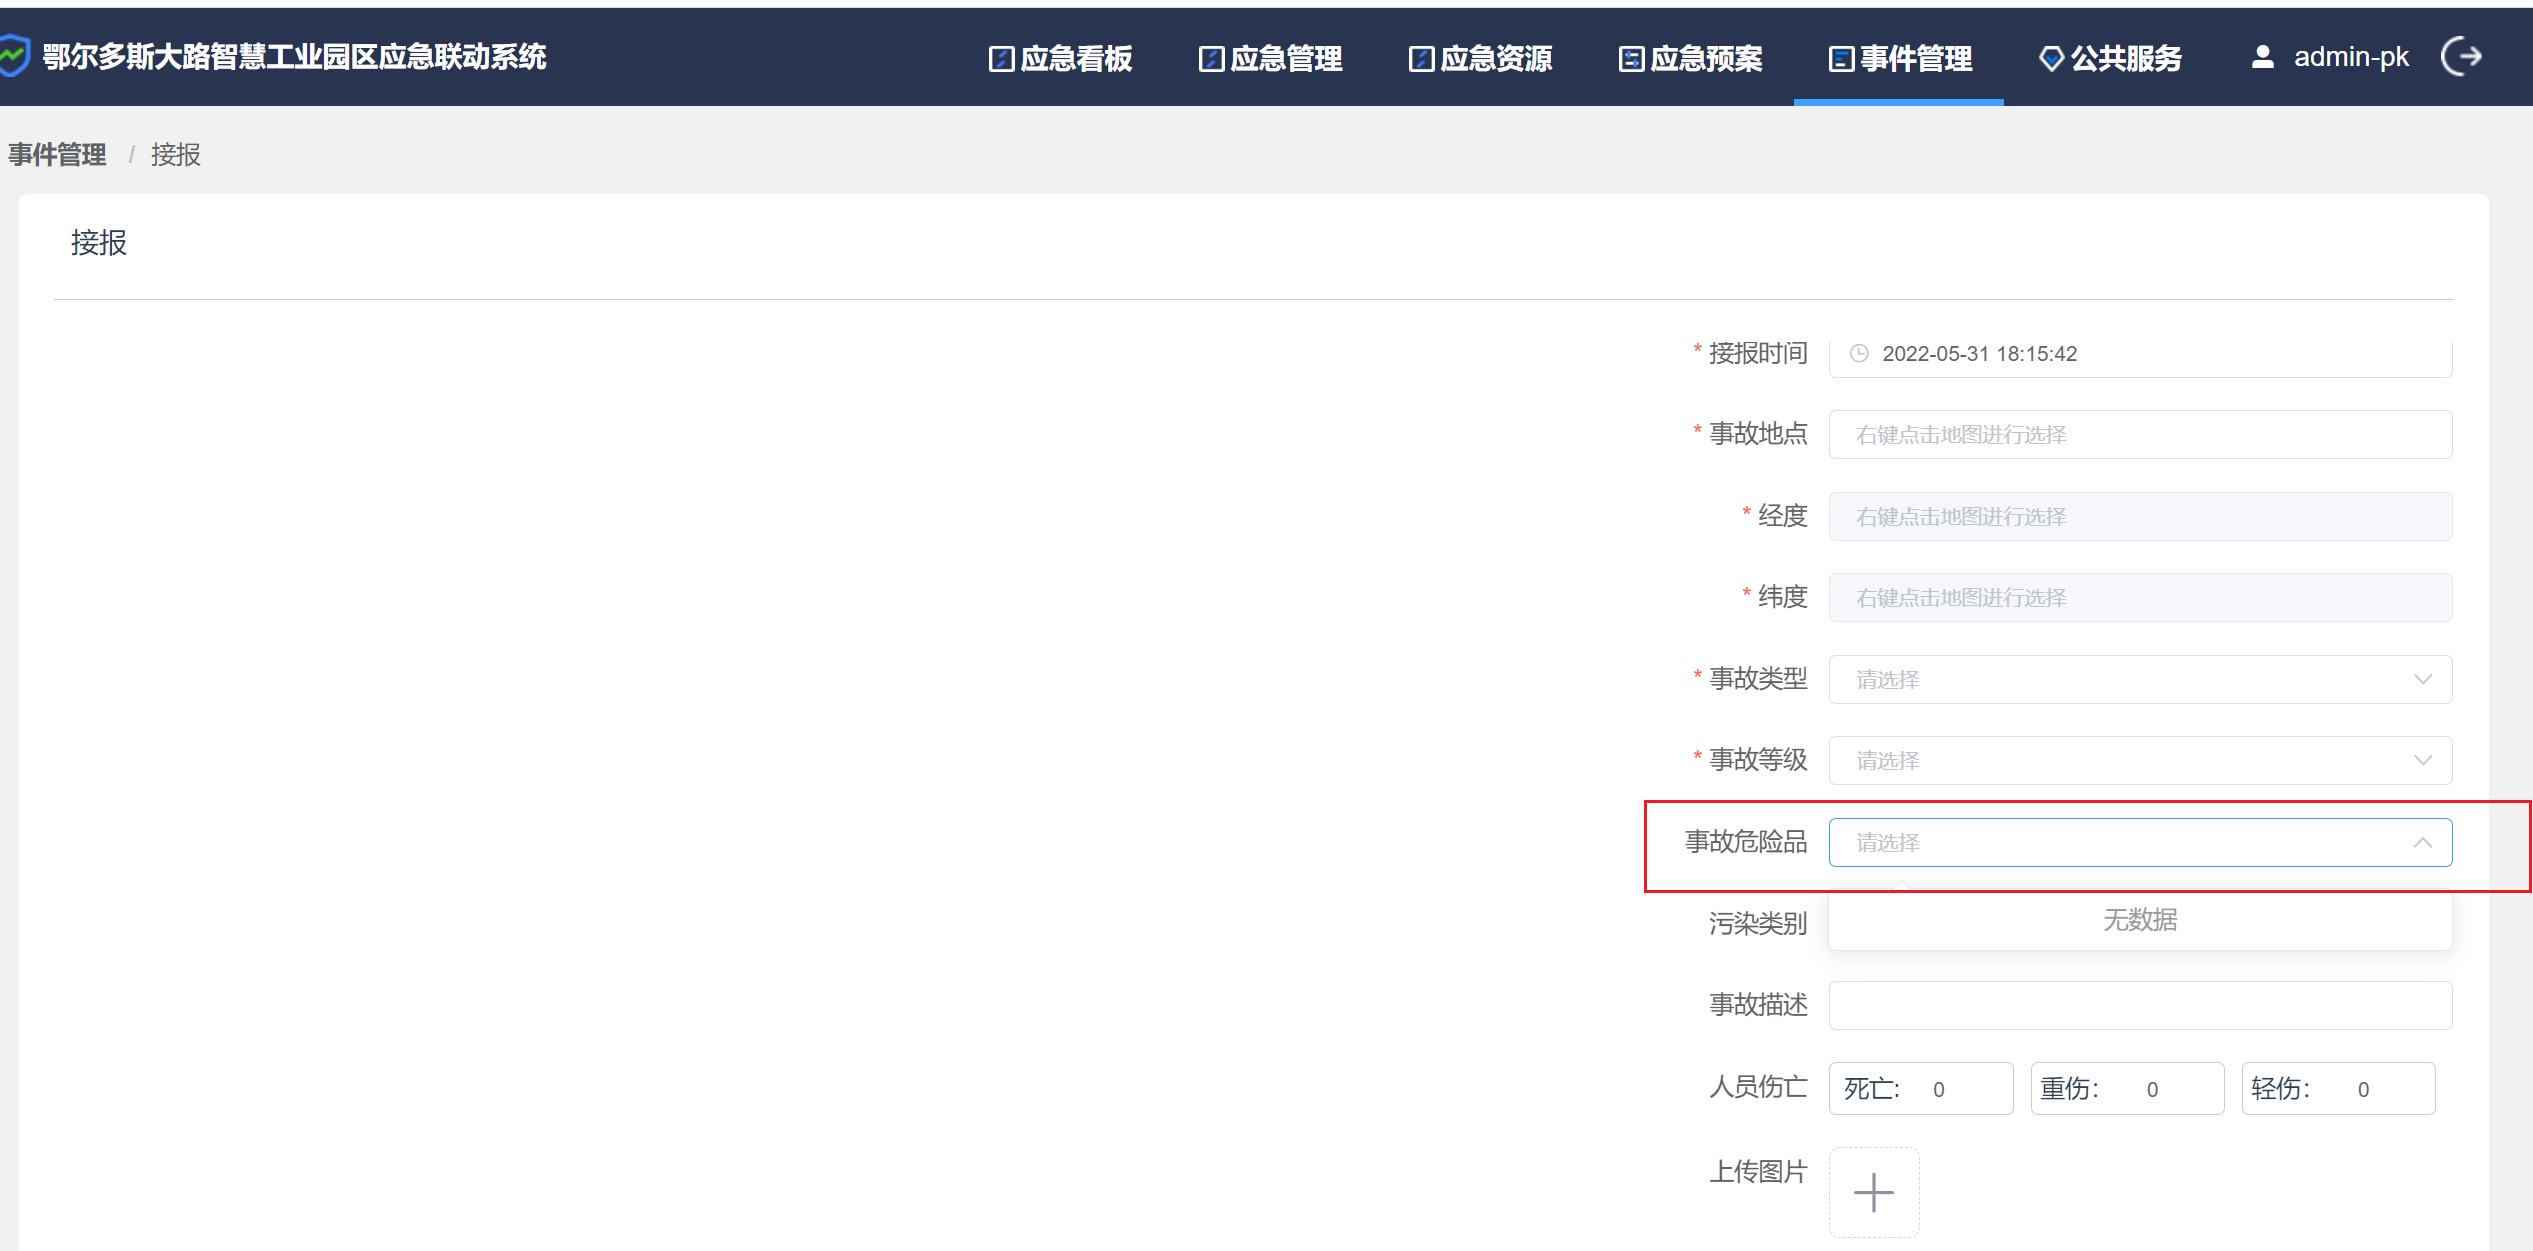 鄂尔多斯大路智慧工业园区应急联动系统
应急看板
应急管理
应急资源
应急预案
事件管理
公共服务
admin-pk
事件管理 / 接报
接报
* 接报时间 2022-05-31 18:15:42
* 事故地点 右键点击地图进行选择
* 经度 右键点击地图进行选择
* 纬度 右键点击地图进行选择
* 事故类型 请选择
* 事故等级 请选择
事故危险品 请选择
污染类别 无数据
事故描述
人员伤亡 死亡: 0 重伤: 0 轻伤: 0
上传图片